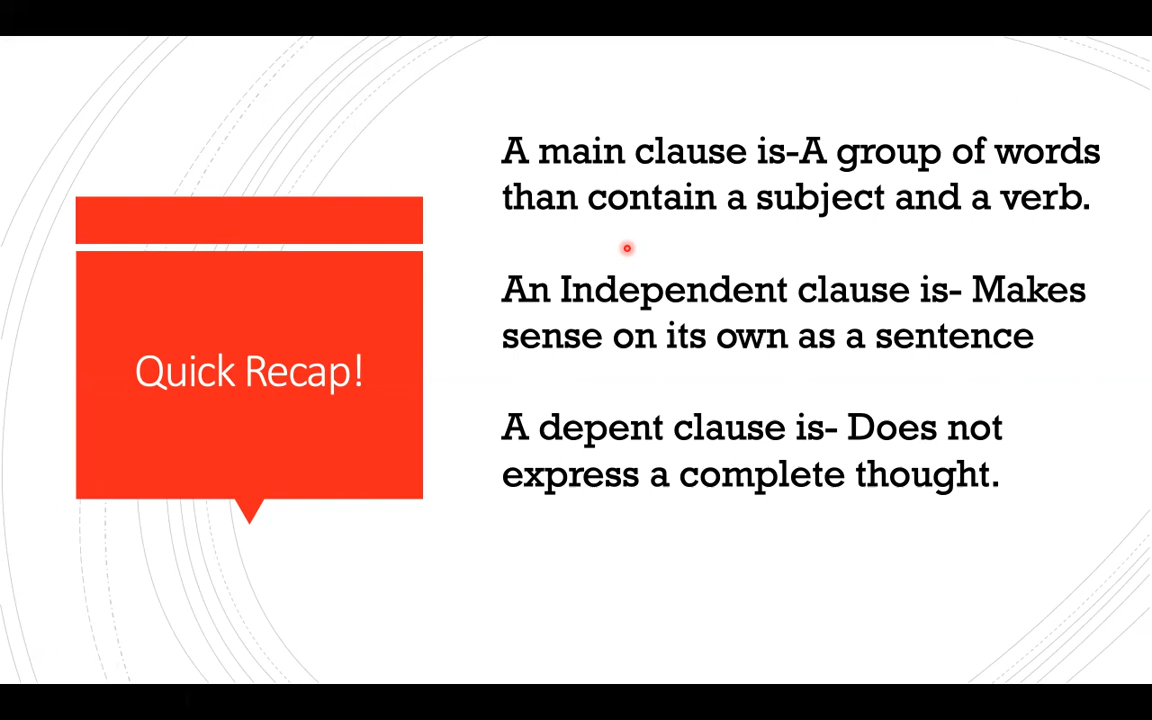 Quick Recap!
A main clause is-A group of words
than contain a subject and a verb.
An Independent clause is- Makes
sense on its own as a sentence
A depent clause is- Does not
express a complete thought.